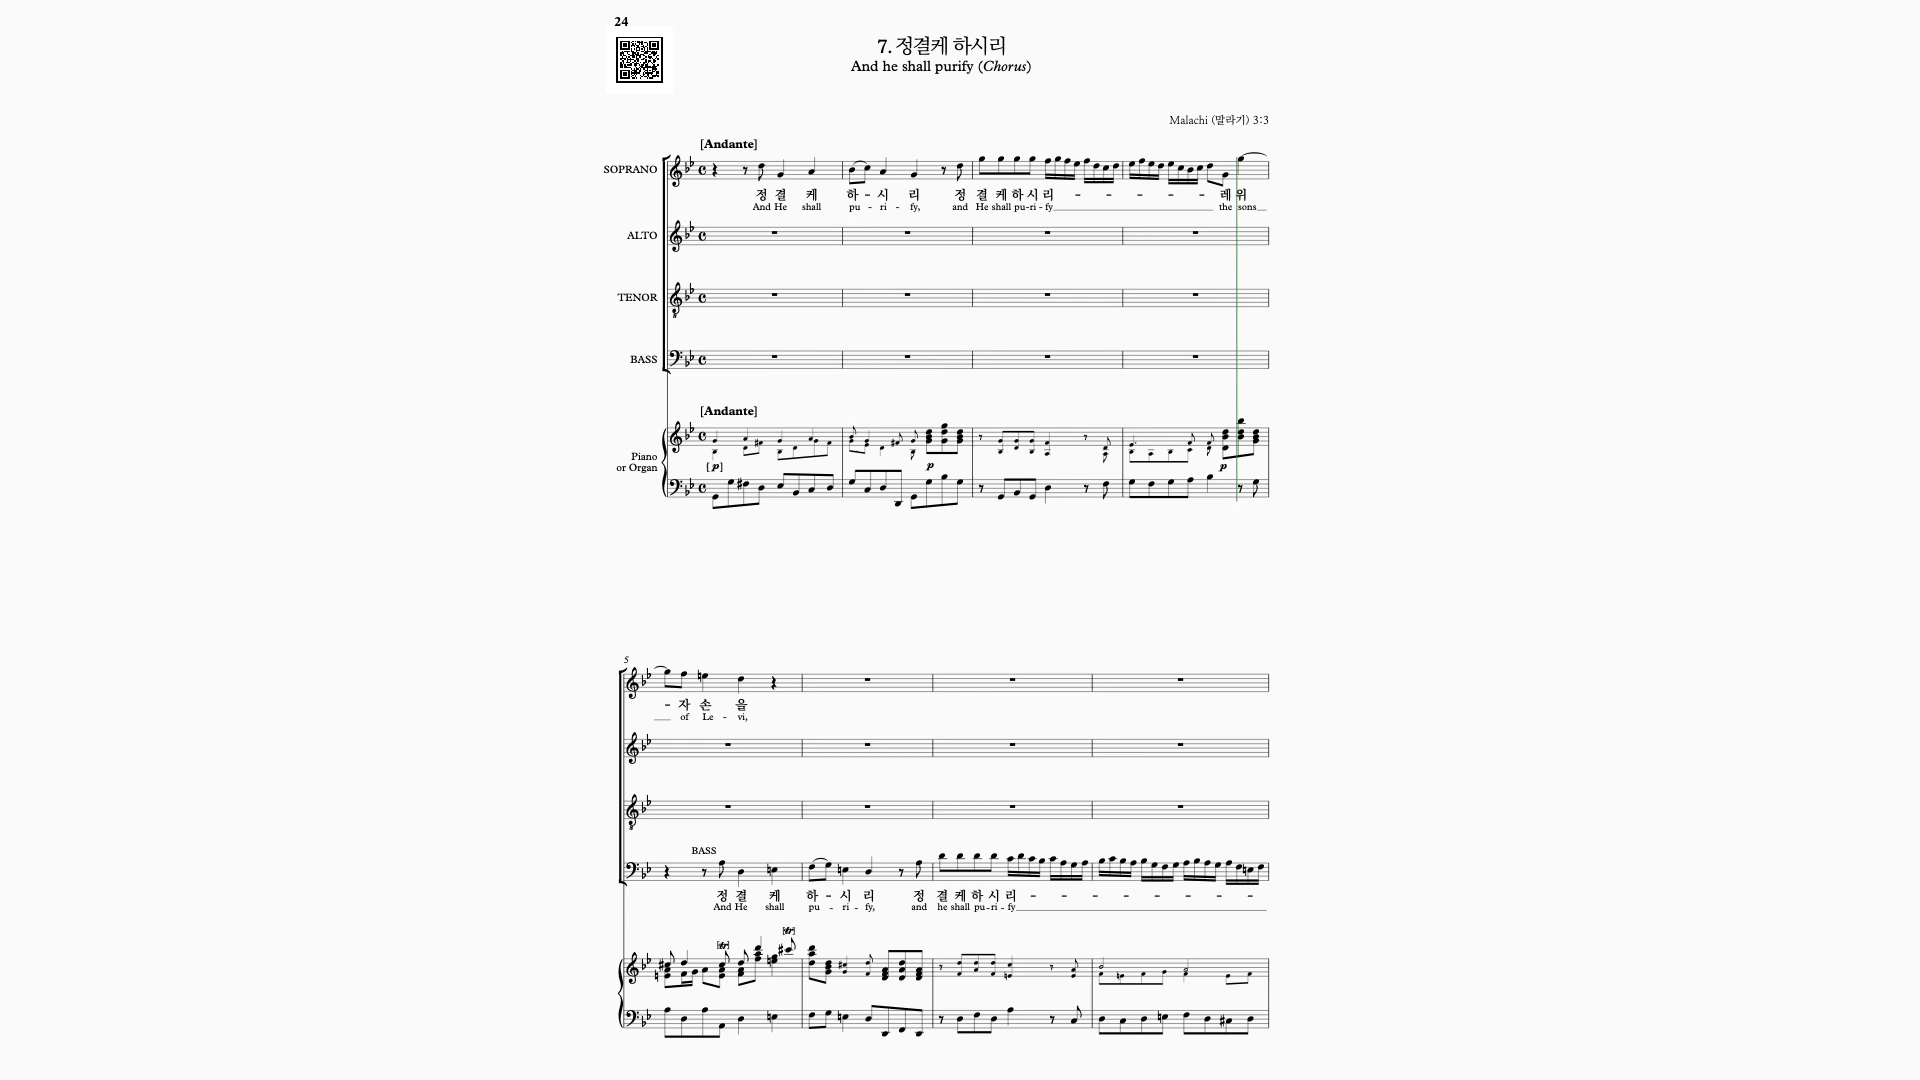 24
7. 정결케 하시리
And he shall purify (Chorus)
Malachi (말라기) 3:3
[Andante]
SOPRANO
정 결 케 하 - 시 리 정 결 케 하 시 리 - - - - - - - - 레 위
And He shall pu - ri - fy, and He shall pu - ri - fy the sons
ALTO
TENOR
BASS
[Andante]
Piano
or Organ
[p] p p
5
- 자 손 을
of Le - vi,
BASS
정 결 케 하 - 시 리 정 결 케 하 시 리 - - - - - - - -
And He shall pu - ri - fy, and he shall pu - ri - fy
[tr] [tr]